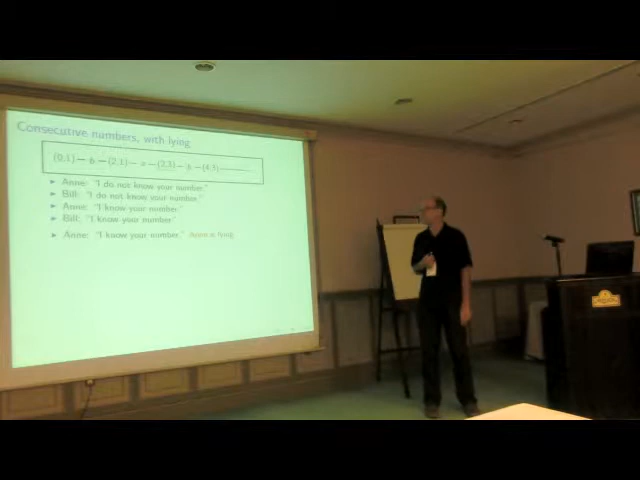 Consecutive numbers, with lying
(0,1) — b — (2,1) — a — (2,3) — b — (4,3)
Anne: "I do not know your number."
Bill: "I do not know your number."
Anne: "I know your number."
Bill: "I know your number."
Anne: "I know your number." Anne is lying